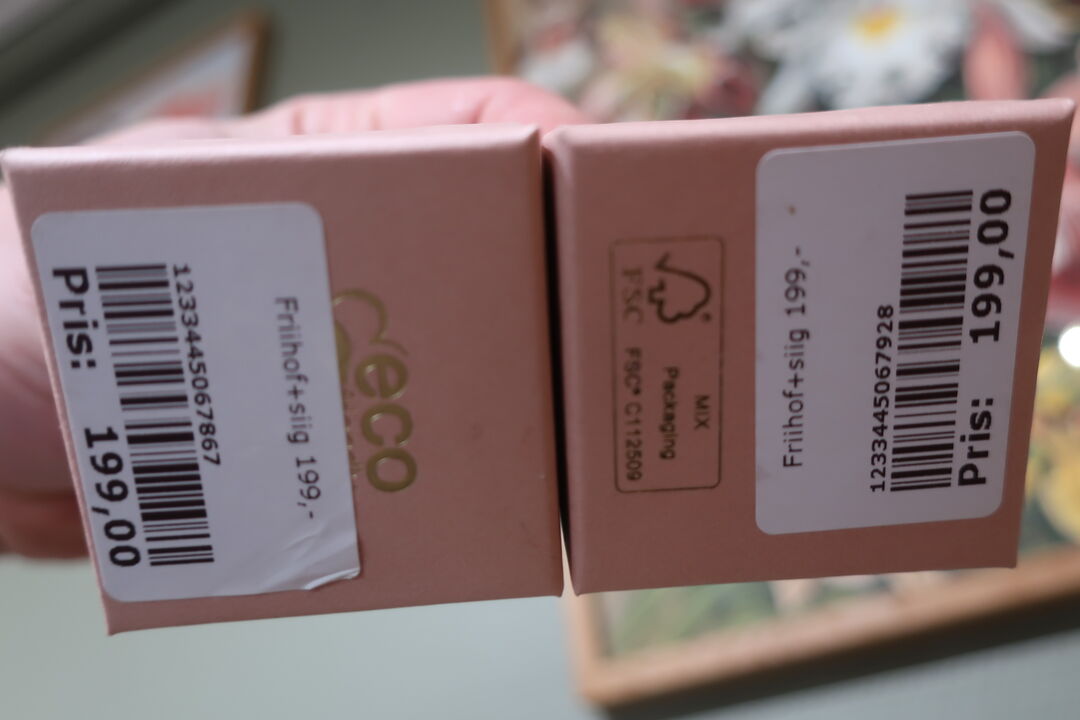 Friihof+siig 199,-
1233445067867
Pris: 199,00
reco
FSC
MIX
Packaging
FSC® C112509
Friihof+siig 199,-
1233445067928
Pris: 199,00